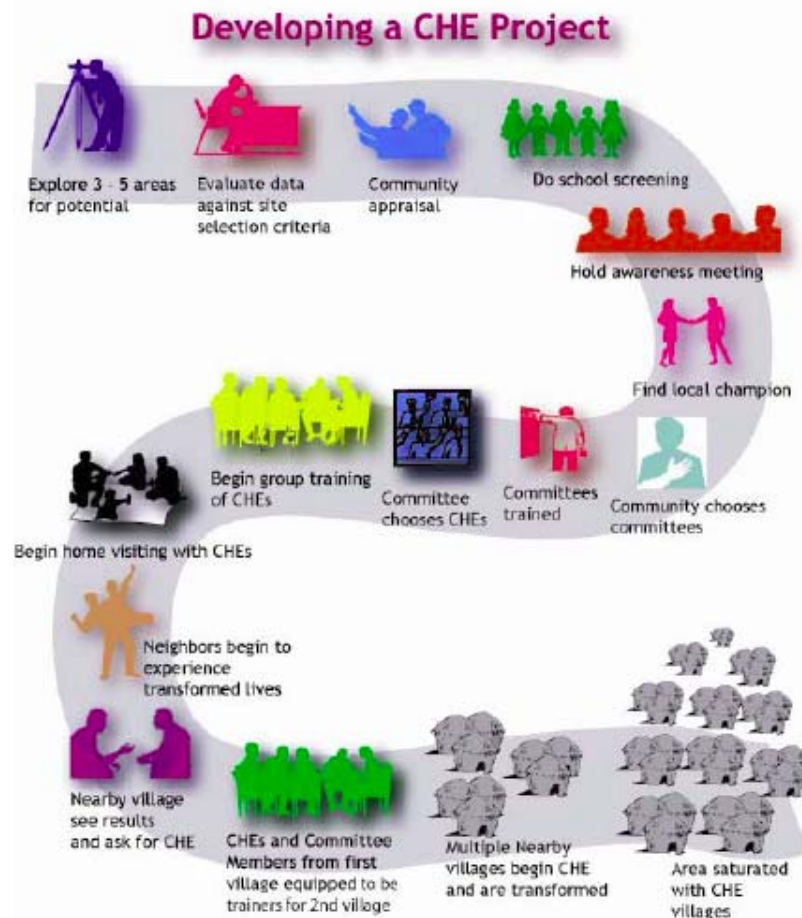 Developing a CHE Project
Explore 3 - 5 areas
for potential
Evaluate data
against site
selection criteria
Community
appraisal
Do school screening
Hold awareness meeting
Find local champion
Community chooses
committees
Committees
trained
Committee
chooses CHEs
Begin group training
of CHEs
Begin home visiting with CHEs
Neighbors begin to
experience
transformed lives
Nearby village
see results
and ask for CHE
CHEs and Committee
Members from first
village equipped to be
trainers for 2nd village
Multiple Nearby
villages begin CHE
and are transformed
Area saturated
with CHE
villages